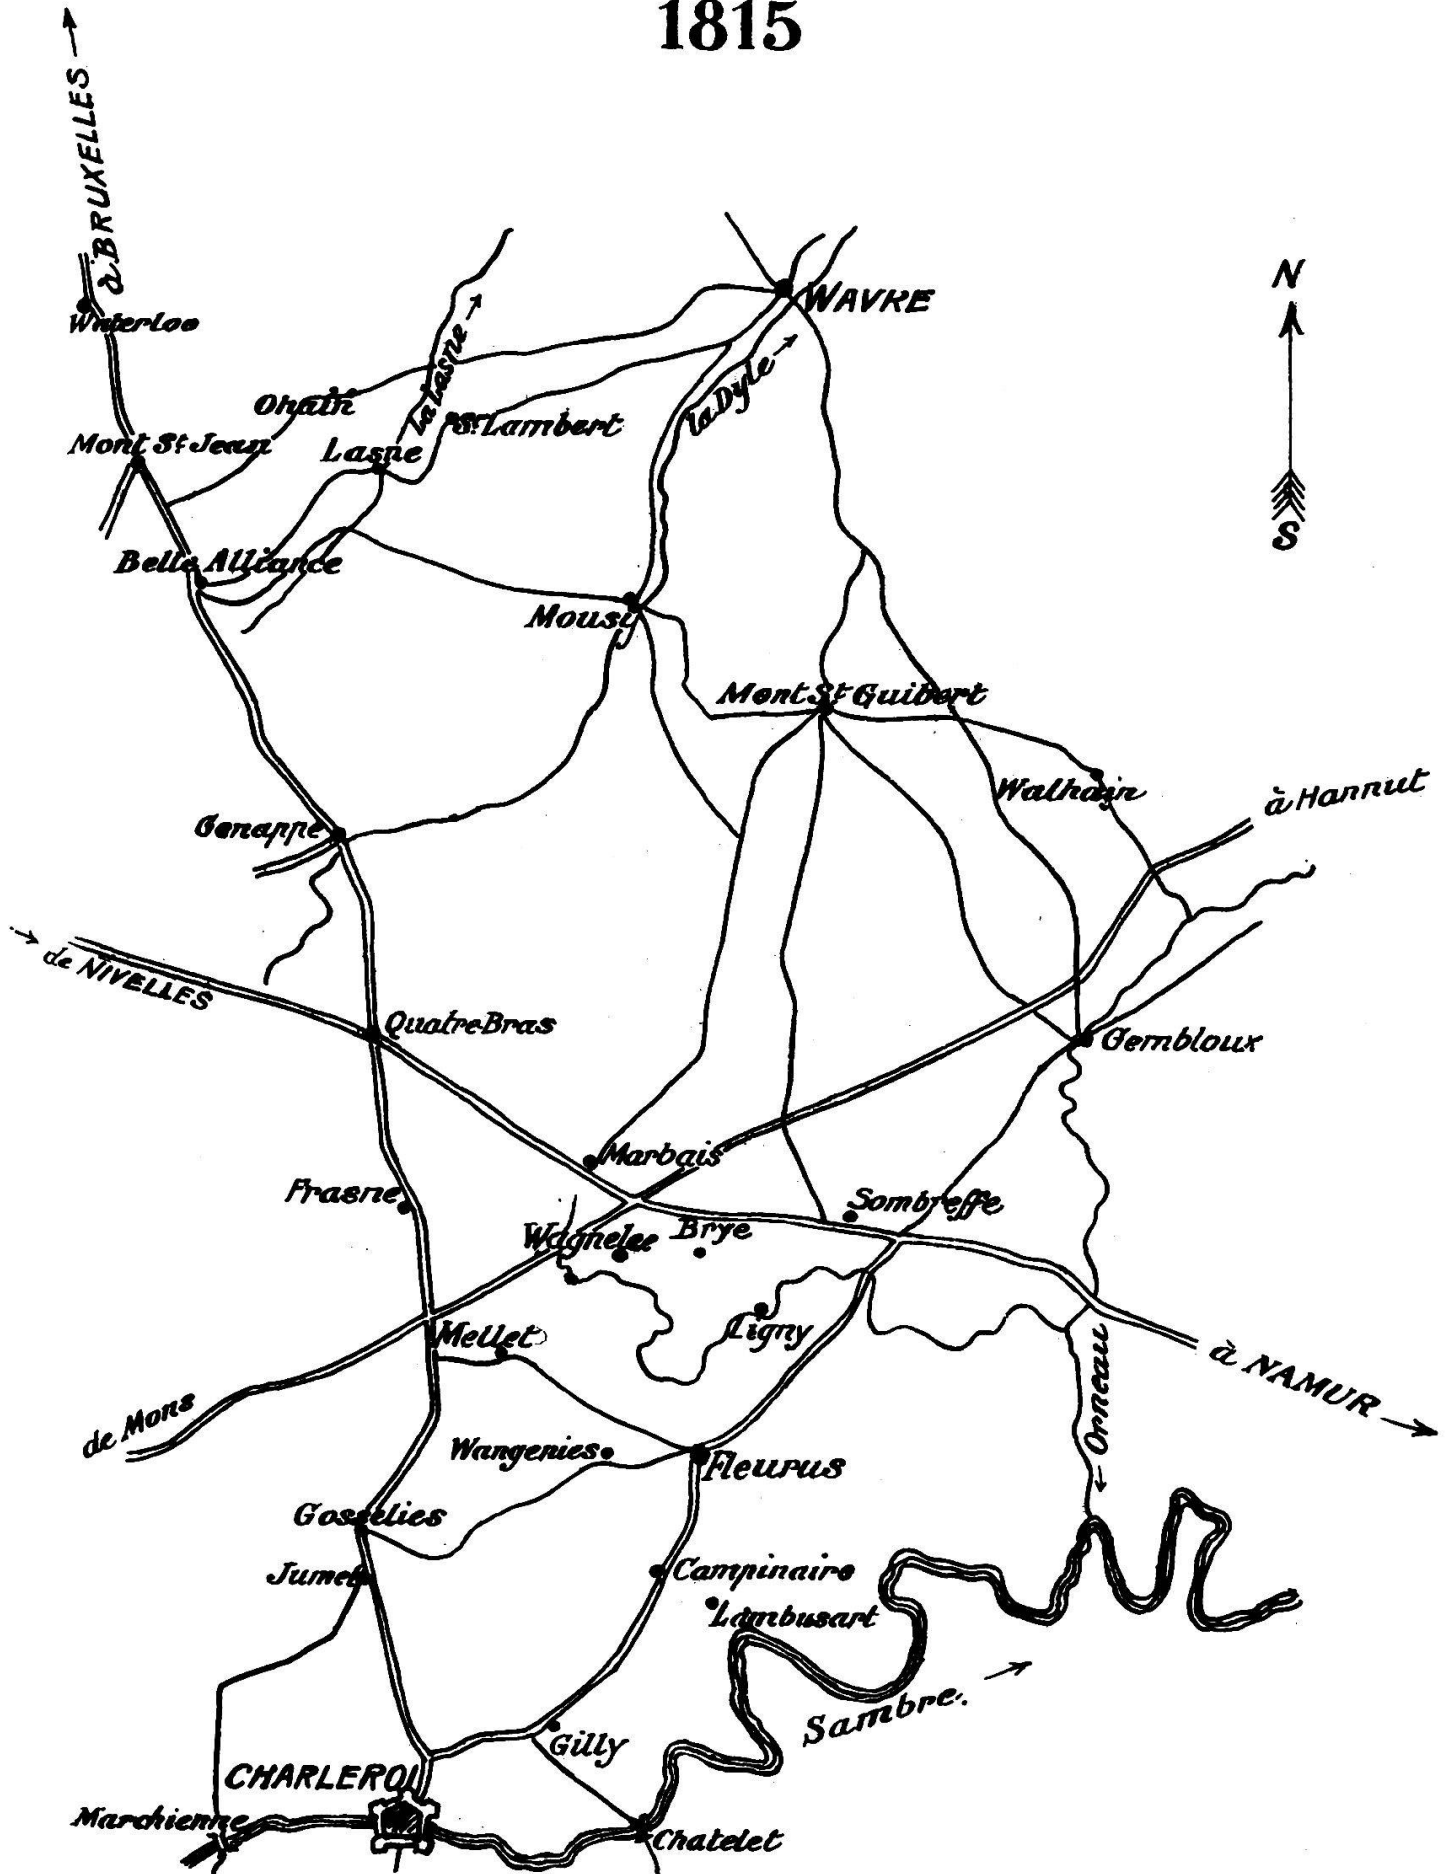 1815
à BRUXELLES
N
WAVRE
Waterloo
La Lasne
la Dyle
Ohain
St. Lambert
Mont St Jean
Lasne
S
Belle Alliance
Mousy
Mont St Guibert
Walhain
à Hannut
Genappe
de NIVELLES
Quatre Bras
Gembloux
Marbais
Frasne
Sombreffe
Wagnelee
Brye
Ligny
Mellet
à NAMUR
Orneau
de Mons
Wangenies
Fleurus
Gosselies
Jumet
Campinaire
Lambusart
Sambre.
Gilly
CHARLEROI
Marchienne
Chatelet